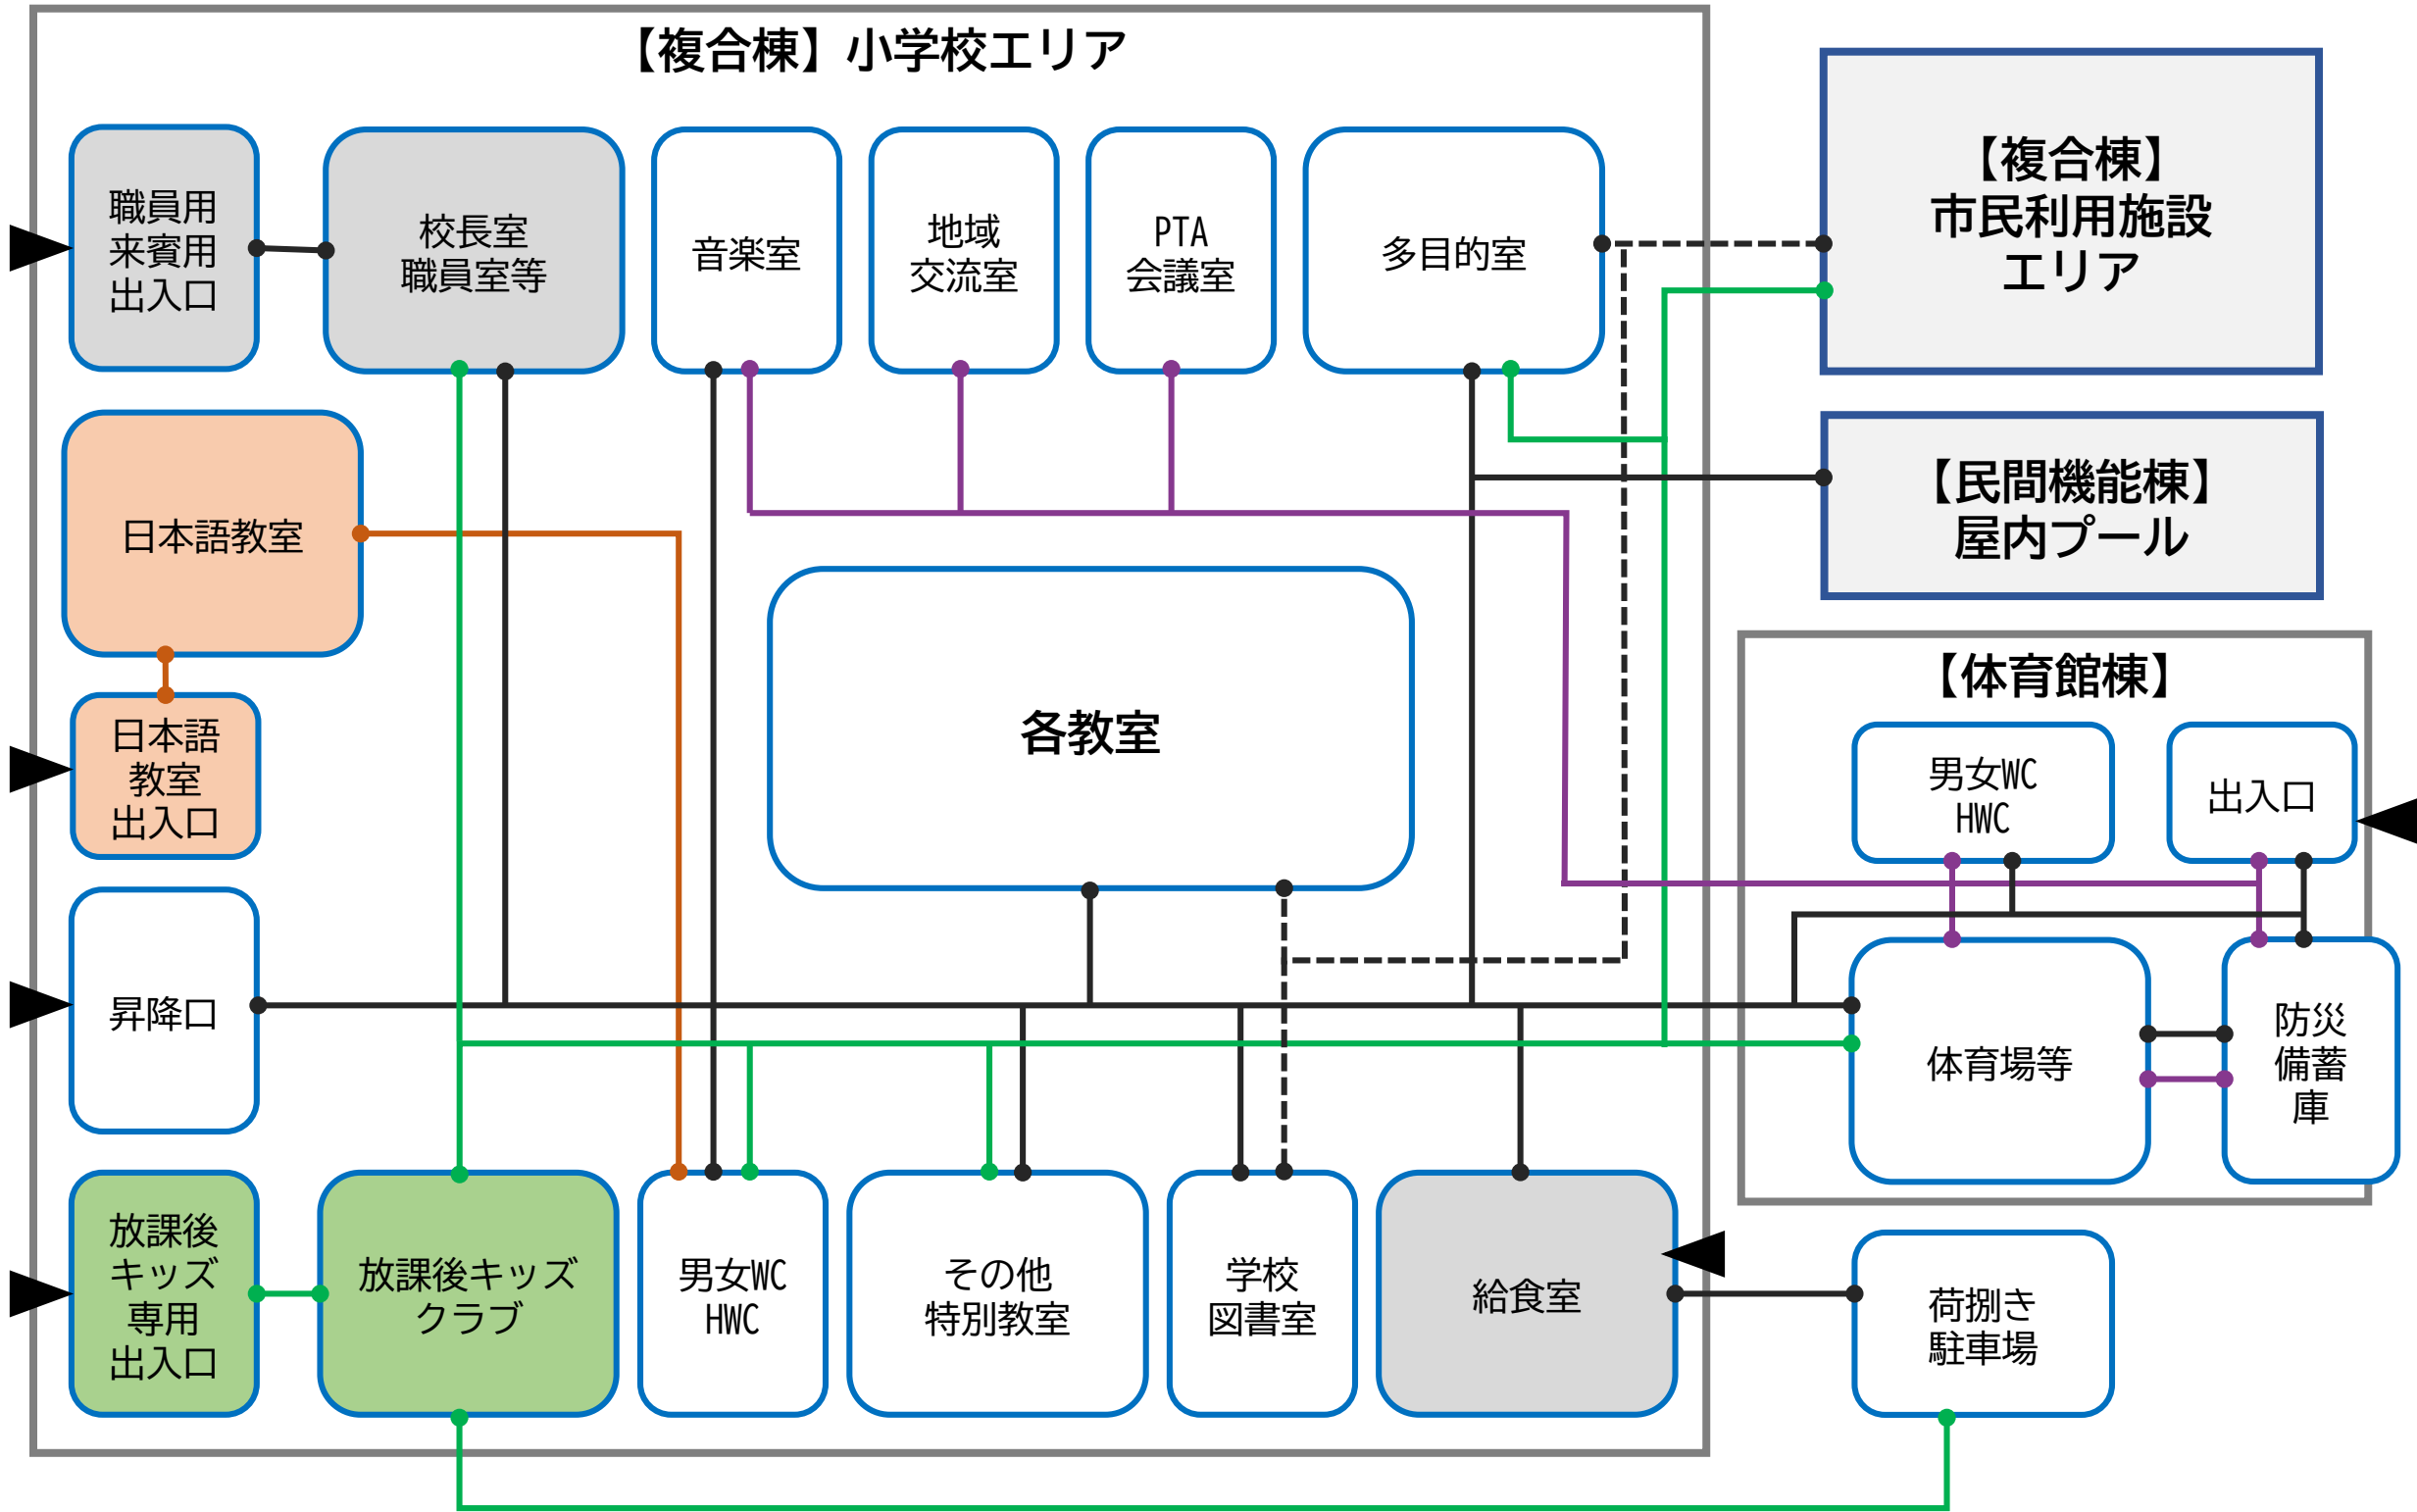 【複合棟】小学校エリア
職員用
来賓用
出入口
校長室
職員室等
音楽室
地域
交流室
PTA
会議室
多目的室
【複合棟】
市民利用施設
エリア
【民間機能棟】
屋内プール
日本語教室
日本語
教室
出入口
各教室
【体育館棟】
男女WC
HWC
出入口
昇降口
体育場等
防災
備蓄
庫
放課後
キッズ
専用
出入口
放課後キッズ
クラブ
男女WC
HWC
その他
特別教室
学校
図書室
給食室
荷捌き
駐車場